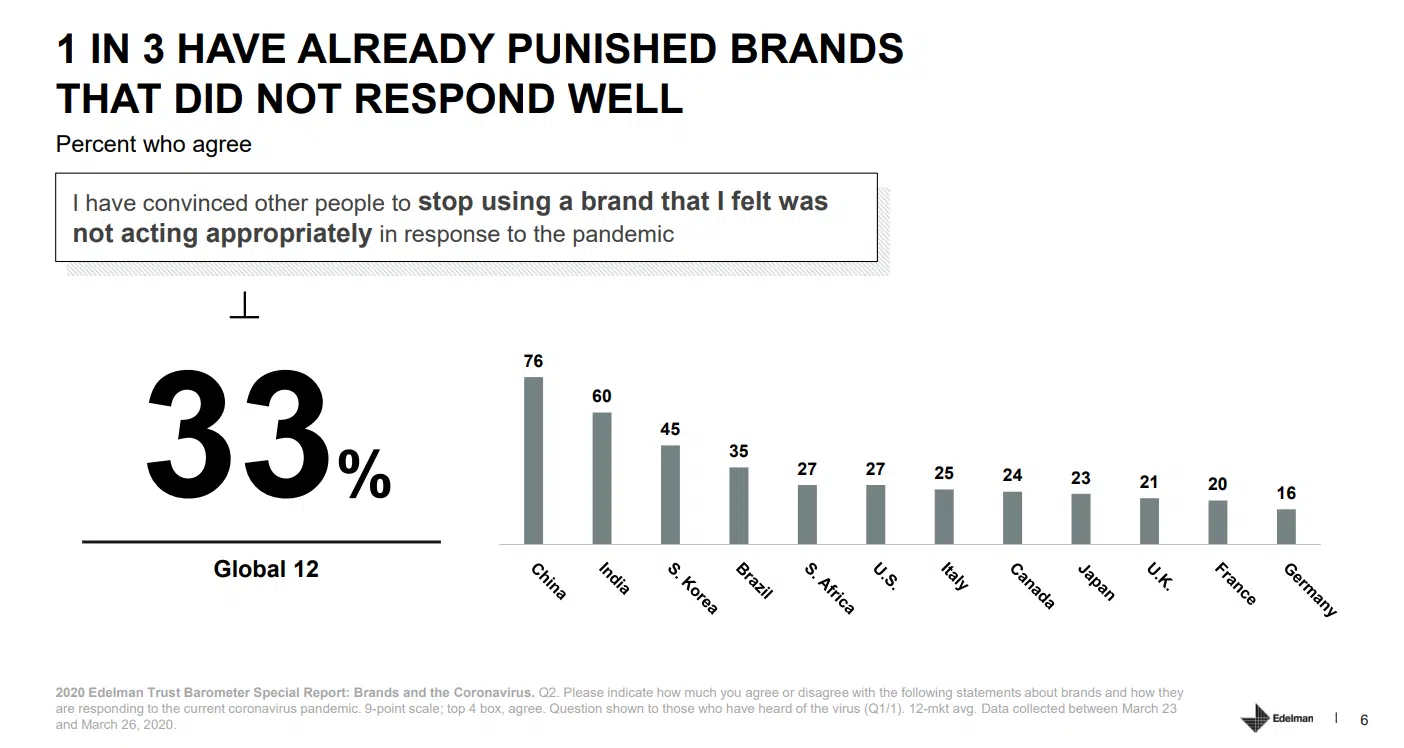 1 IN 3 HAVE ALREADY PUNISHED BRANDS
THAT DID NOT RESPOND WELL
Percent who agree
I have convinced other people to stop using a brand that I felt was
not acting appropriately in response to the pandemic
33%
Global 12
76
60
45
35
27
27
25
24
23
21
20
16
China
India
S. Korea
Brazil
S. Africa
U.S.
Italy
Canada
Japan
U.K.
France
Germany
2020 Edelman Trust Barometer Special Report: Brands and the Coronavirus. Q2. Please indicate how much you agree or disagree with the following statements about brands and how they
are responding to the current coronavirus pandemic. 9-point scale; top 4 box, agree. Question shown to those who have heard of the virus (Q1/1). 12-mkt avg. Data collected between March 23
and March 26, 2020.
Edelman | 6